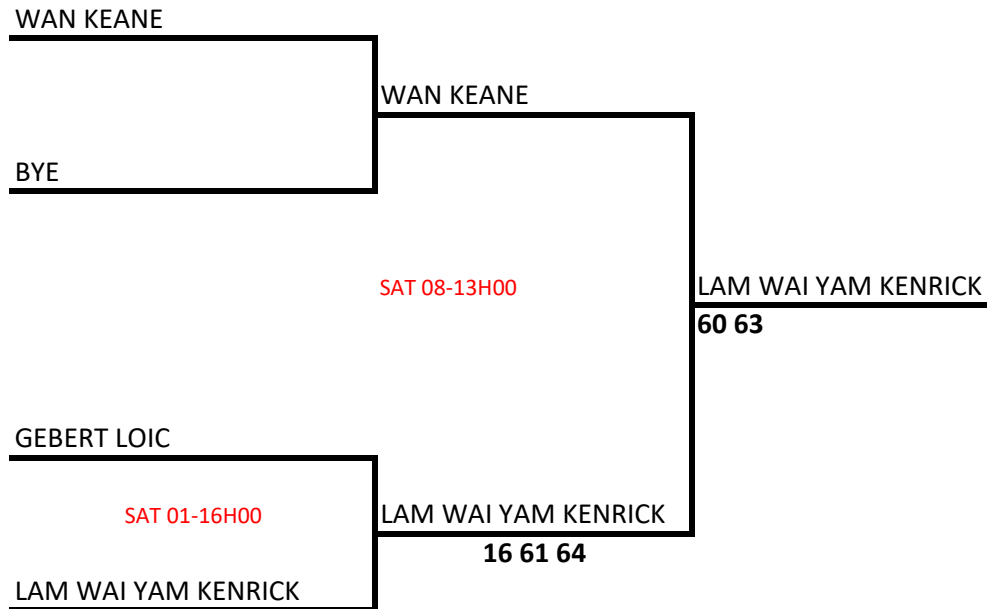 WAN KEANE
WAN KEANE
BYE
SAT 08-13H00
LAM WAI YAM KENRICK
60 63
GEBERT LOIC
SAT 01-16H00
LAM WAI YAM KENRICK
16 61 64
LAM WAI YAM KENRICK